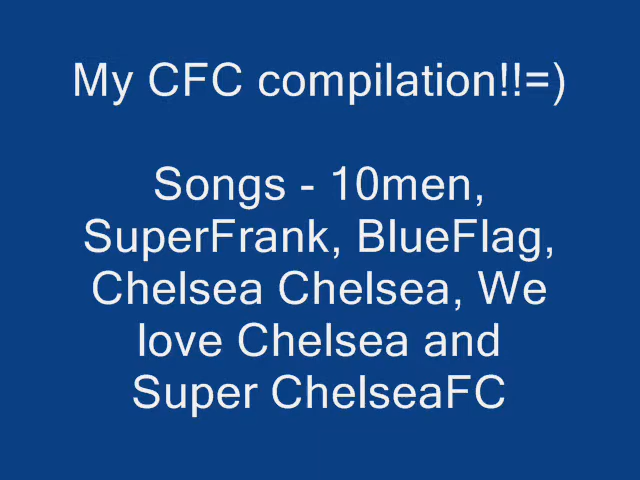 My CFC compilation!!=)
Songs - 10men,
SuperFrank, BlueFlag,
Chelsea Chelsea, We
love Chelsea and
Super ChelseaFC